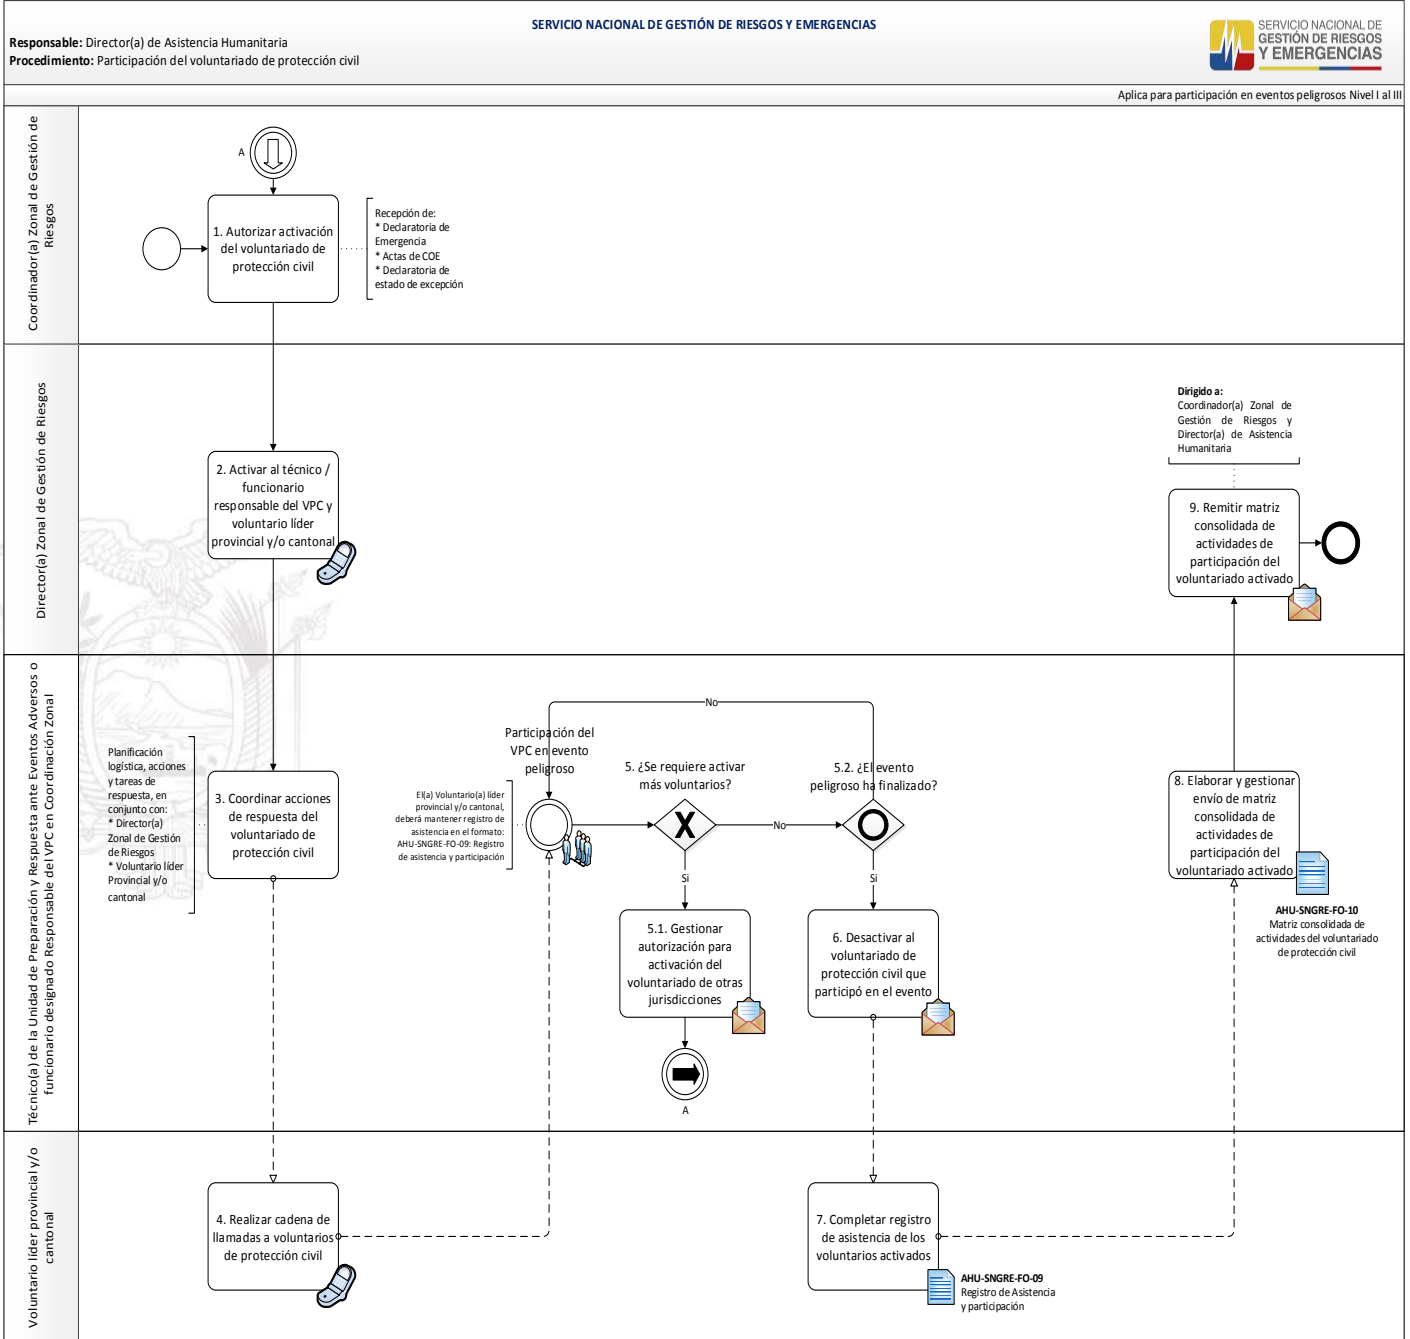 SERVICIO NACIONAL DE GESTIÓN DE RIESGOS Y EMERGENCIAS
Responsable: Director(a) de Asistencia Humanitaria
Procedimiento: Participación del voluntariado de protección civil
SERVICIO NACIONAL DE
GESTIÓN DE RIESGOS
Y EMERGENCIAS
Aplica para participación en eventos peligrosos Nivel I al III
Coordinador(a) Zonal de Gestión de
Riesgos
A
1. Autorizar activación
del voluntariado de
protección civil
Recepción de:
* Declaratoria de
Emergencia
* Actas de COE
* Declaratoria de
estado de excepción
Director(a) Zonal de Gestión de Riesgos
2. Activar al técnico /
funcionario
responsable del VPC y
voluntario líder
provincial y/o cantonal
Dirigido a:
Coordinador(a) Zonal de
Gestión de Riesgos y
Director(a) de Asistencia
Humanitaria
9. Remitir matriz
consolidada de
actividades de
participación del
voluntariado activado
Técnico(a) de la Unidad de Preparación y Respuesta ante Eventos Adversos o
funcionario designado Responsable del VPC en Coordinación Zonal
Planificación
logística, acciones
y tareas de
respuesta, en
conjunto con:
* Director(a)
Zonal de Gestión
de Riesgos
* Voluntario líder
Provincial y/o
cantonal
3. Coordinar acciones
de respuesta del
voluntariado de
protección civil
Participación del
VPC en evento
peligroso
El(a) Voluntario(a) líder
provincial y/o cantonal,
deberá mantener registro de
asistencia en el formato:
AHU-SNGRE-FO-09: Registro
de asistencia y participación
No
5. ¿Se requiere activar
más voluntarios?
No
Si
5.1. Gestionar
autorización para
activación del
voluntariado de otras
jurisdicciones
A
5.2. ¿El evento
peligroso ha finalizado?
Si
6. Desactivar al
voluntariado de
protección civil que
participó en el evento
8. Elaborar y gestionar
envío de matriz
consolidada de
actividades de
participación del
voluntariado activado
AHU-SNGRE-FO-10
Matriz consolidada de
actividades del voluntariado
de protección civil
Voluntario líder provincial y/o
cantonal
4. Realizar cadena de
llamadas a voluntarios
de protección civil
7. Completar registro
de asistencia de los
voluntarios activados
AHU-SNGRE-FO-09
Registro de Asistencia
y participación